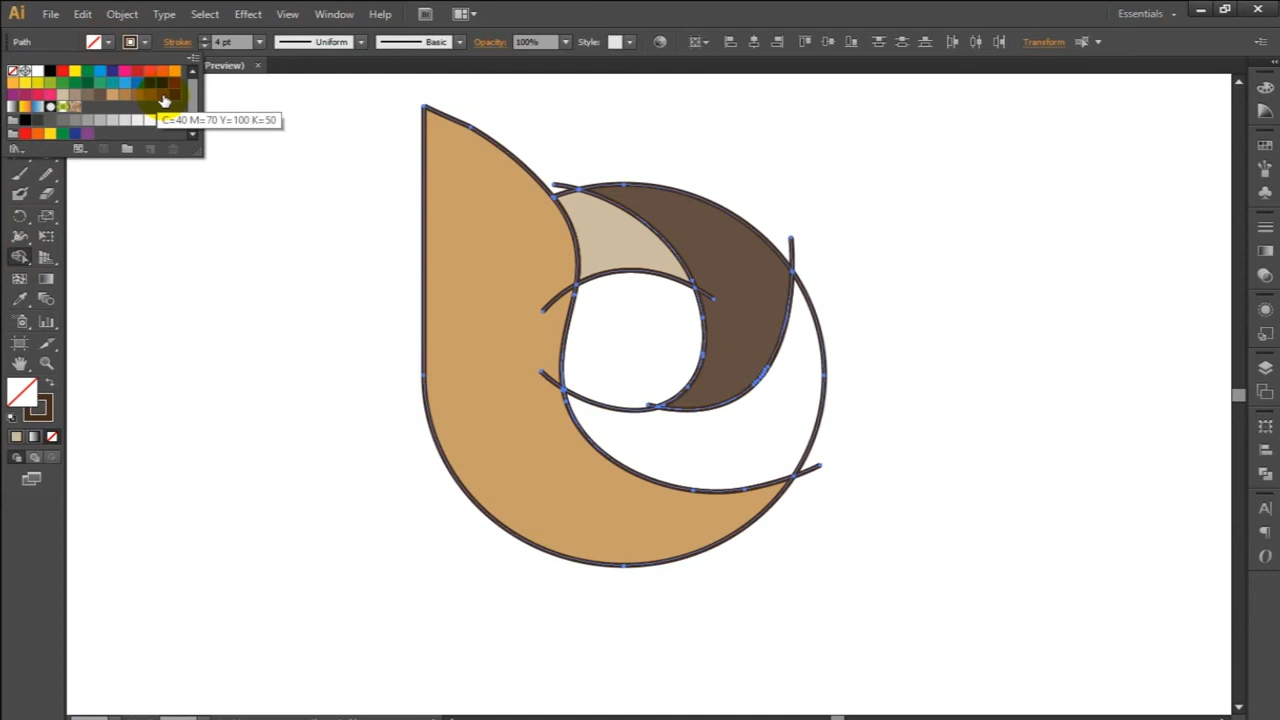 Ai File Edit Object Type Select Effect View Window Help Br Essentials
Path Stroke: 4 pt Uniform Basic Opacity: 100% Style: Transform
Preview) ×
C=40 M=70 Y=100 K=50